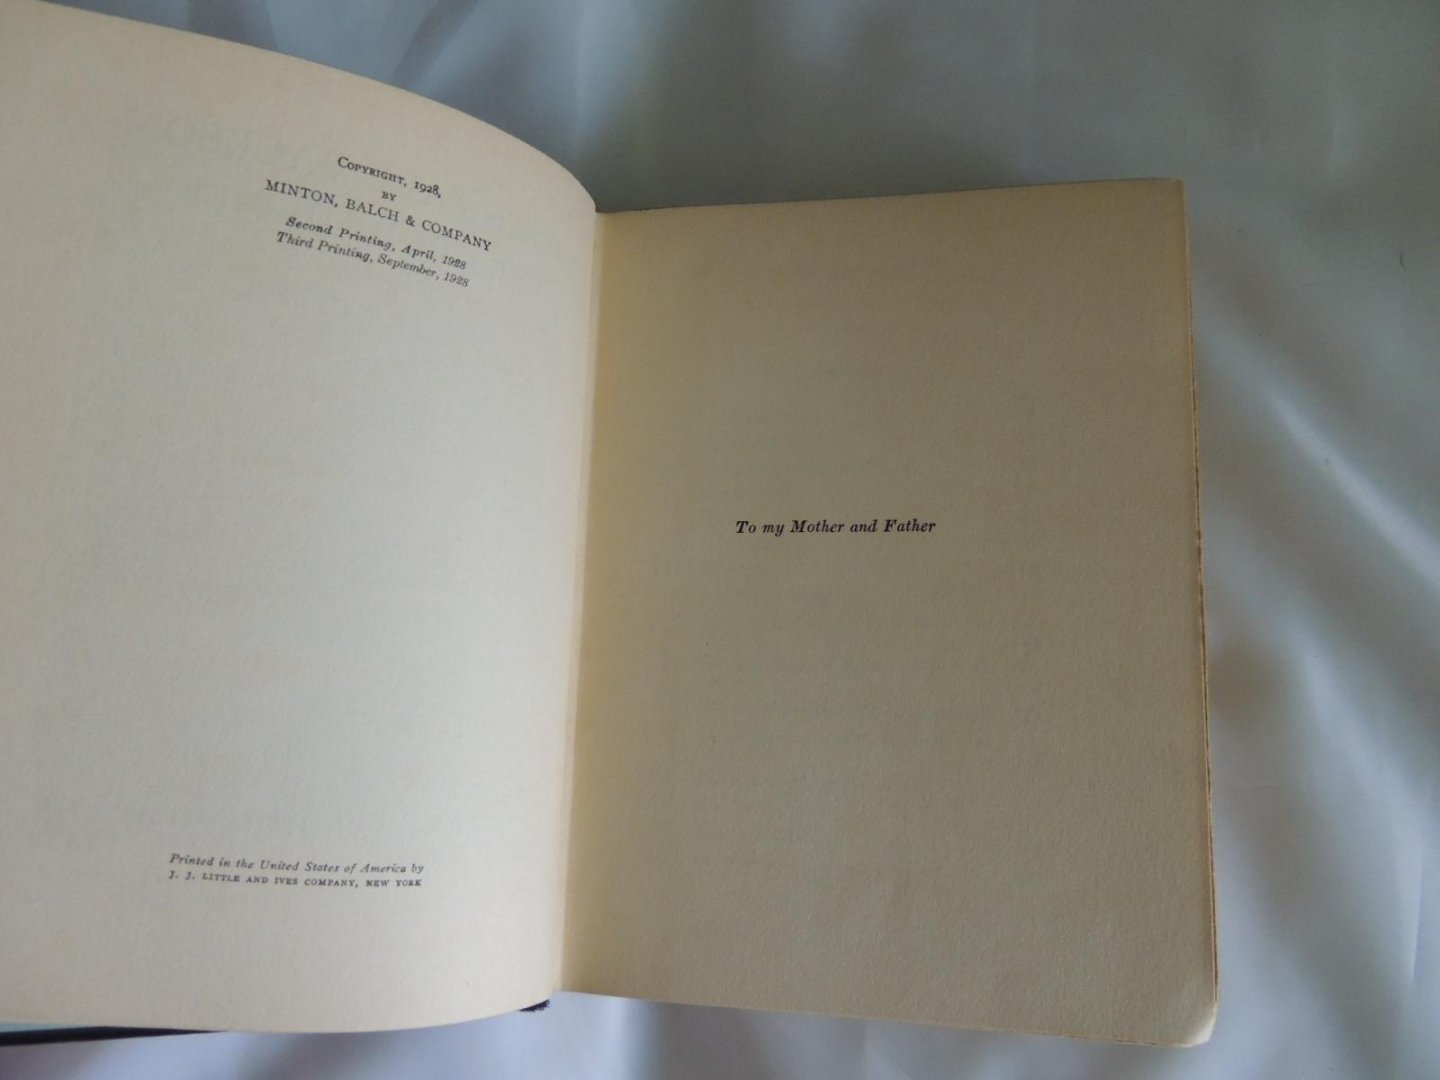 COPYRIGHT, 1928,
BY
MINTON, BALCH & COMPANY
Second Printing, April, 1928
Third Printing, September, 1928
Printed in the United States of America by
J. J. LITTLE AND IVES COMPANY, NEW YORK
To my Mother and Father